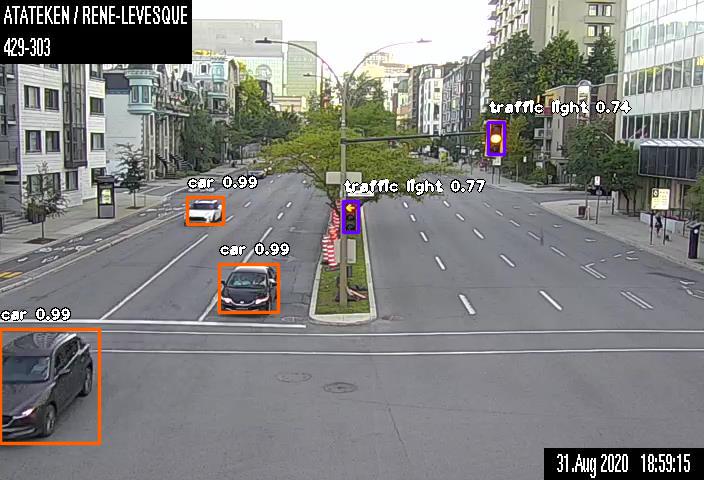 ATATEKEN / RENE-LEVESQUE
429-303
traffic light 0.74
car 0.99
traffic light 0.77
car 0.99
car 0.99
31.Aug 2020 18:59:15